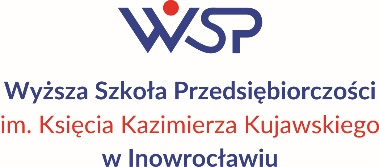 WSP
Wyższa Szkoła Przedsiębiorczości
im. Księcia Kazimierza Kujawskiego
w Inowrocławiu